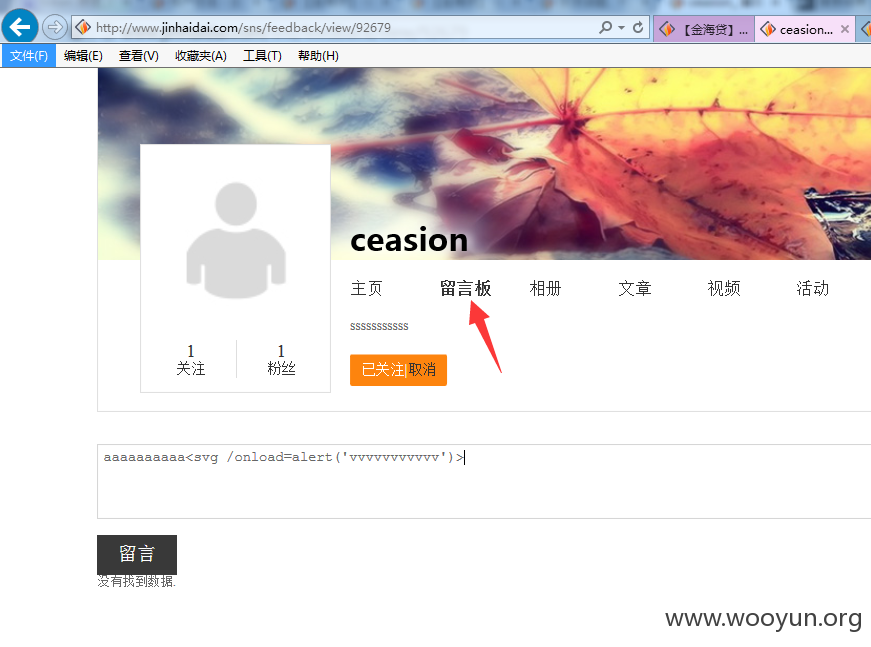 http://www.jinhaidai.com/sns/feedback/view/92679
【金海贷】...
ceasion...
文件(F) 编辑(E) 查看(V) 收藏夹(A) 工具(T) 帮助(H)
ceasion
主页 留言板 相册 文章 视频 活动
sssssssssss
1 1
关注 粉丝
已关注|取消
aaaaaaaaaa<svg /onload=alert('vvvvvvvvvvv')>
留言
没有找到数据.
www.wooyun.org